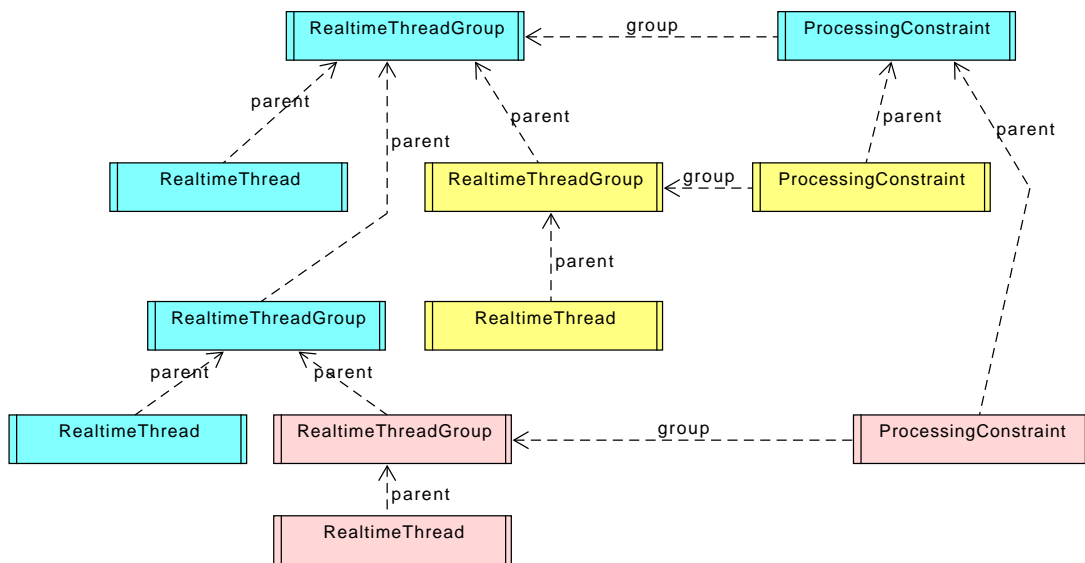 RealtimeThreadGroup
group
ProcessingConstraint
parent
parent
parent
parent
parent
RealtimeThread
RealtimeThreadGroup
group
ProcessingConstraint
parent
RealtimeThreadGroup
RealtimeThread
parent
parent
RealtimeThread
RealtimeThreadGroup
group
ProcessingConstraint
parent
RealtimeThread